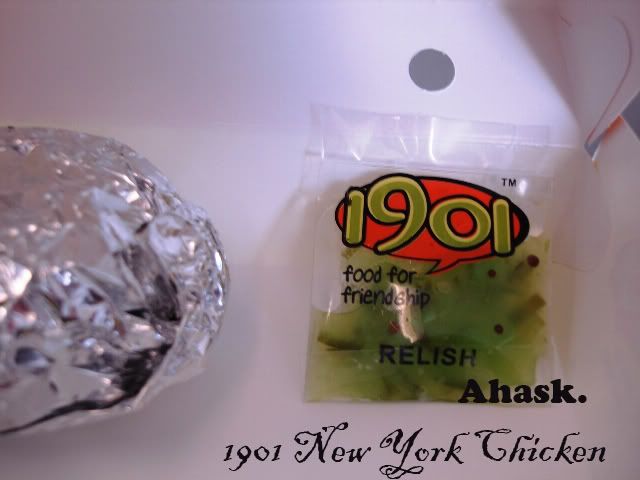 1901 TM
food for
friendship
RELISH
Ahask.
1901 New York Chicken